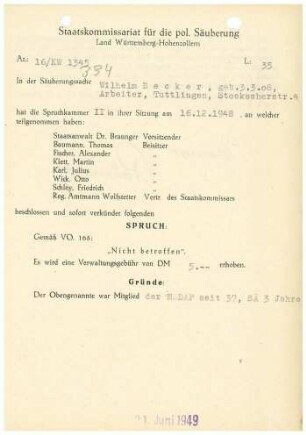 Staatskommissariat für die pol. Säuberung
Land Württemberg-Hohenzollern
Az: 16/KN 1345 L: 33.
384
In der Säuberungssache Wilhelm Becker, geb.3.3.08,
Arbeiter, Tuttlingen, Stockacherstr.4
hat die Spruchkammer II in ihrer Sitzung am 16.12.1948. an welcher
teilgenommen haben:
Staatsanwalt Dr. Braunger Vorsitzender
Baumann, Thomas Beisitzer
Fischer, Alexander "
Klett, Martin "
Karl, Julius "
Wick, Otto "
Schley, Friedrich "
Reg. Amtmann Wolfsturm Vertr. des Staatskommissars
beschlossen und sofort verkündet folgenden
SPRUCH:
Gemäß VO. 165:
„Nicht betroffen".
Es wird eine Verwaltungsgebühr von DM 5.-- erhoben.
Gründe:
Der Obengenannte war Mitglied der NSDAP seit 37, SA 3 Jahre
21. Juni 1949